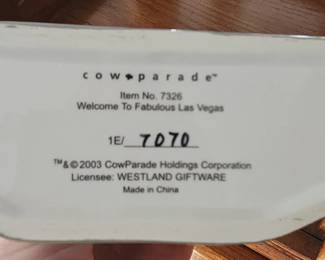 cowparade™
Item No. 7326
Welcome To Fabulous Las Vegas
1E/ 7070
™&©2003 CowParade Holdings Corporation
Licensee: WESTLAND GIFTWARE
Made in China